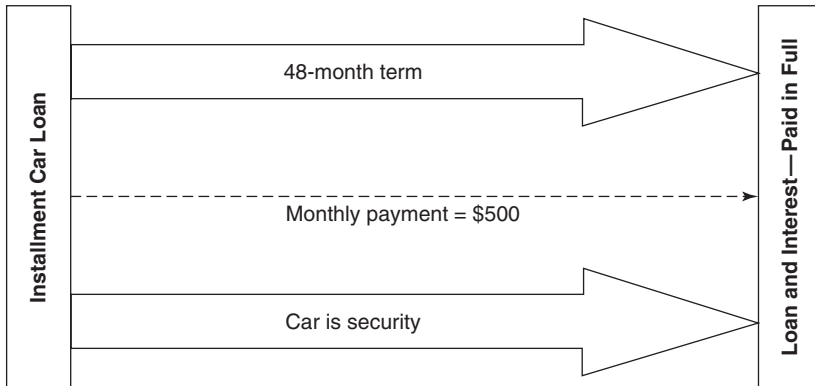 Installment Car Loan
48-month term
Monthly payment = $500
Car is security
Loan and Interest—Paid in Full